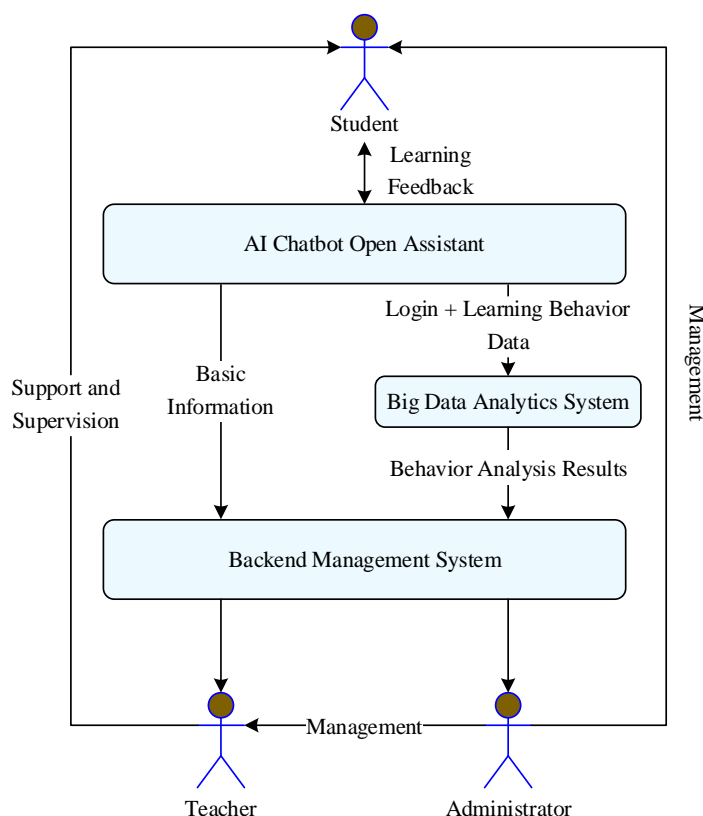 Student
Learning
Feedback
AI Chatbot Open Assistant
Login + Learning Behavior
Data
Management
Basic
Information
Support and
Supervision
Big Data Analytics System
Behavior Analysis Results
Backend Management System
Management
Teacher
Administrator